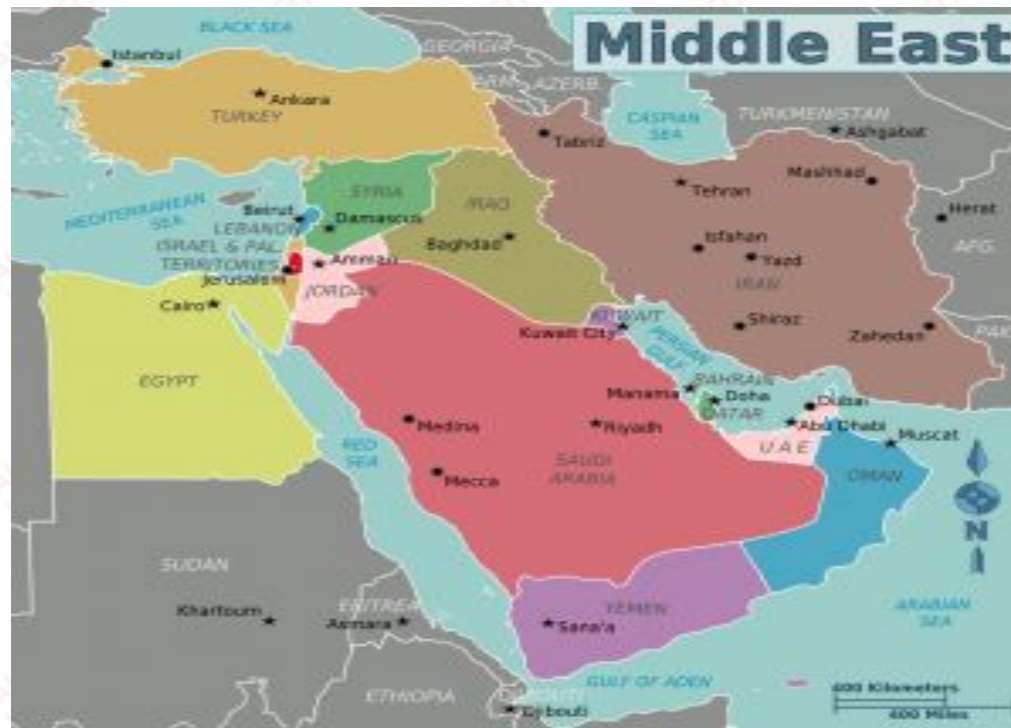 Middle East
BLACK SEA
GEORGIA
Istanbul
ARM.
AZERB.
Ankara
TURKEY
CASPIAN
SEA
TURKMENISTAN
Ashgabat
Tabriz
Tehran
Mashhad
SYRIA
IRAQ
MEDITERRANEAN
SEA
Beirut
LEBANON
Damascus
Baghdad
Isfahan
Yazd
Herat
AFG.
ISRAEL & PAL.
TERRITORIES
Amman
Jerusalem
JORDAN
IRAN
Cairo
Kuwait City
KUWAIT
Shiraz
Zahedan
PAK.
PERSIAN
GULF
EGYPT
BAHRAIN
Manama
Doha
QATAR
Dubai
Abu Dhabi
U.A.E
Muscat
RED
SEA
Medina
Riyadh
SAUDI
ARABIA
Mecca
OMAN
N
SUDAN
Khartoum
ERITREA
Asmara
YEMEN
Sana'a
ARABIAN
SEA
GULF OF ADEN
ETHIOPIA
DJIBOUTI
Djibouti
400 Kilometers
400 Miles